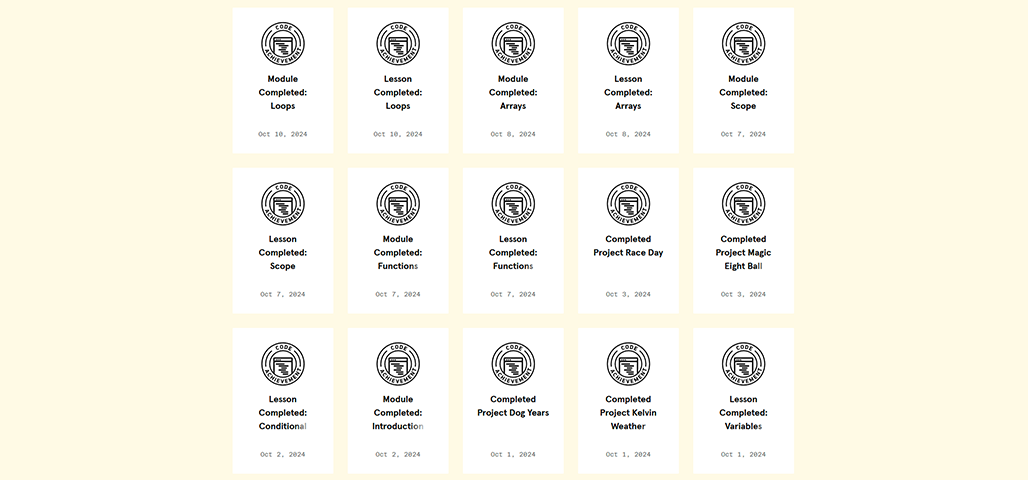 CODE ACHIEVEMENT
Module
Completed:
Loops
Oct 10, 2024
CODE ACHIEVEMENT
Lesson
Completed:
Loops
Oct 10, 2024
CODE ACHIEVEMENT
Module
Completed:
Arrays
Oct 8, 2024
CODE ACHIEVEMENT
Lesson
Completed:
Arrays
Oct 8, 2024
CODE ACHIEVEMENT
Module
Completed:
Scope
Oct 7, 2024
CODE ACHIEVEMENT
Lesson
Completed:
Scope
Oct 7, 2024
CODE ACHIEVEMENT
Module
Completed:
Functions
Oct 7, 2024
CODE ACHIEVEMENT
Lesson
Completed:
Functions
Oct 7, 2024
CODE ACHIEVEMENT
Completed
Project Race Day
Oct 3, 2024
CODE ACHIEVEMENT
Completed
Project Magic
Eight Ball
Oct 3, 2024
CODE ACHIEVEMENT
Lesson
Completed:
Conditional
Oct 2, 2024
CODE ACHIEVEMENT
Module
Completed:
Introduction
Oct 2, 2024
CODE ACHIEVEMENT
Completed
Project Dog Years
Oct 1, 2024
CODE ACHIEVEMENT
Completed
Project Kelvin
Weather
Oct 1, 2024
CODE ACHIEVEMENT
Lesson
Completed:
Variables
Oct 1, 2024